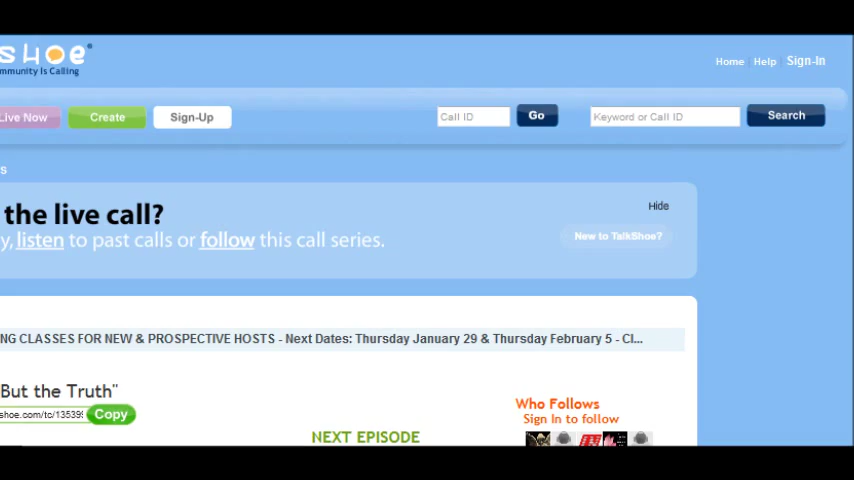 SHOE®
mmunity Is Calling
Home Help Sign-In
Live Now Create Sign-Up Call ID Go Keyword or Call ID Search
rs
the live call?
Hide
y, listen to past calls or follow this call series.
New to TalkShoe?
NG CLASSES FOR NEW & PROSPECTIVE HOSTS - Next Dates: Thursday January 29 & Thursday February 5 - Cl...
But the Truth"
shoe.com/tc/13539 Copy
Who Follows
Sign In to follow
NEXT EPISODE